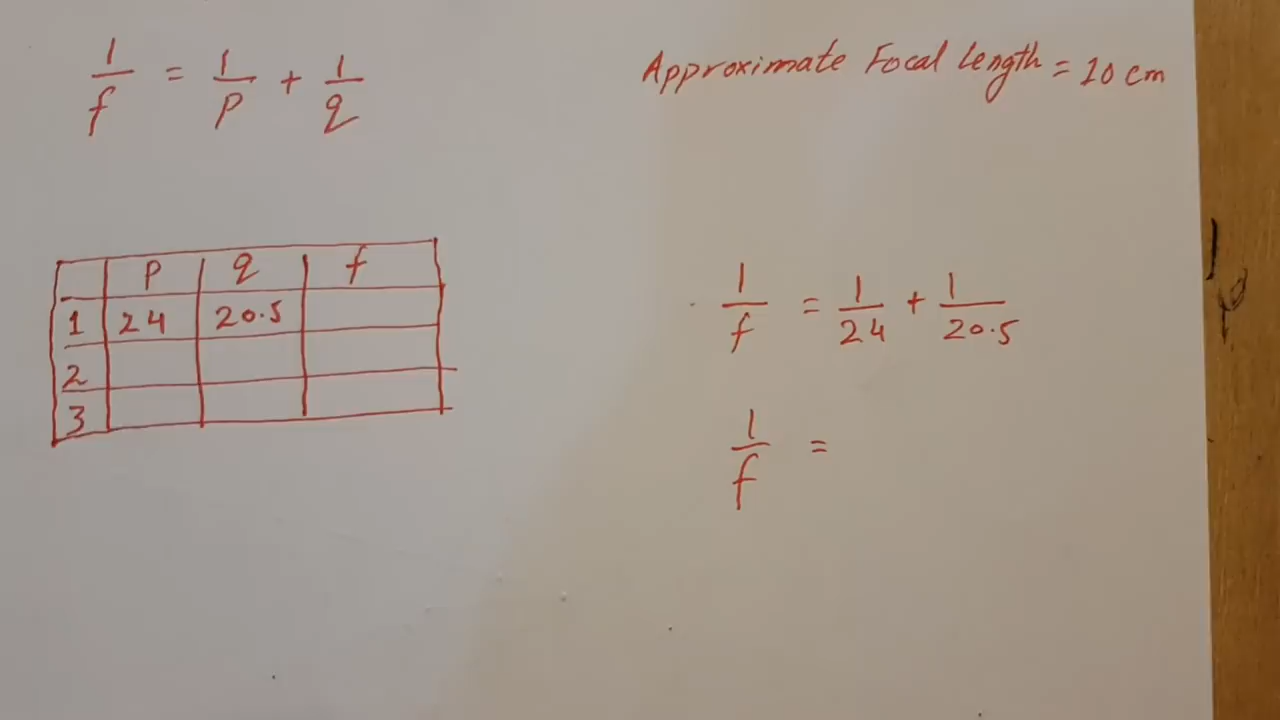 1/f = 1/p + 1/q
Approximate Focal Length = 10 cm
p q f
1 24 20.5
2
3
1/f = 1/24 + 1/20.5
1/f =